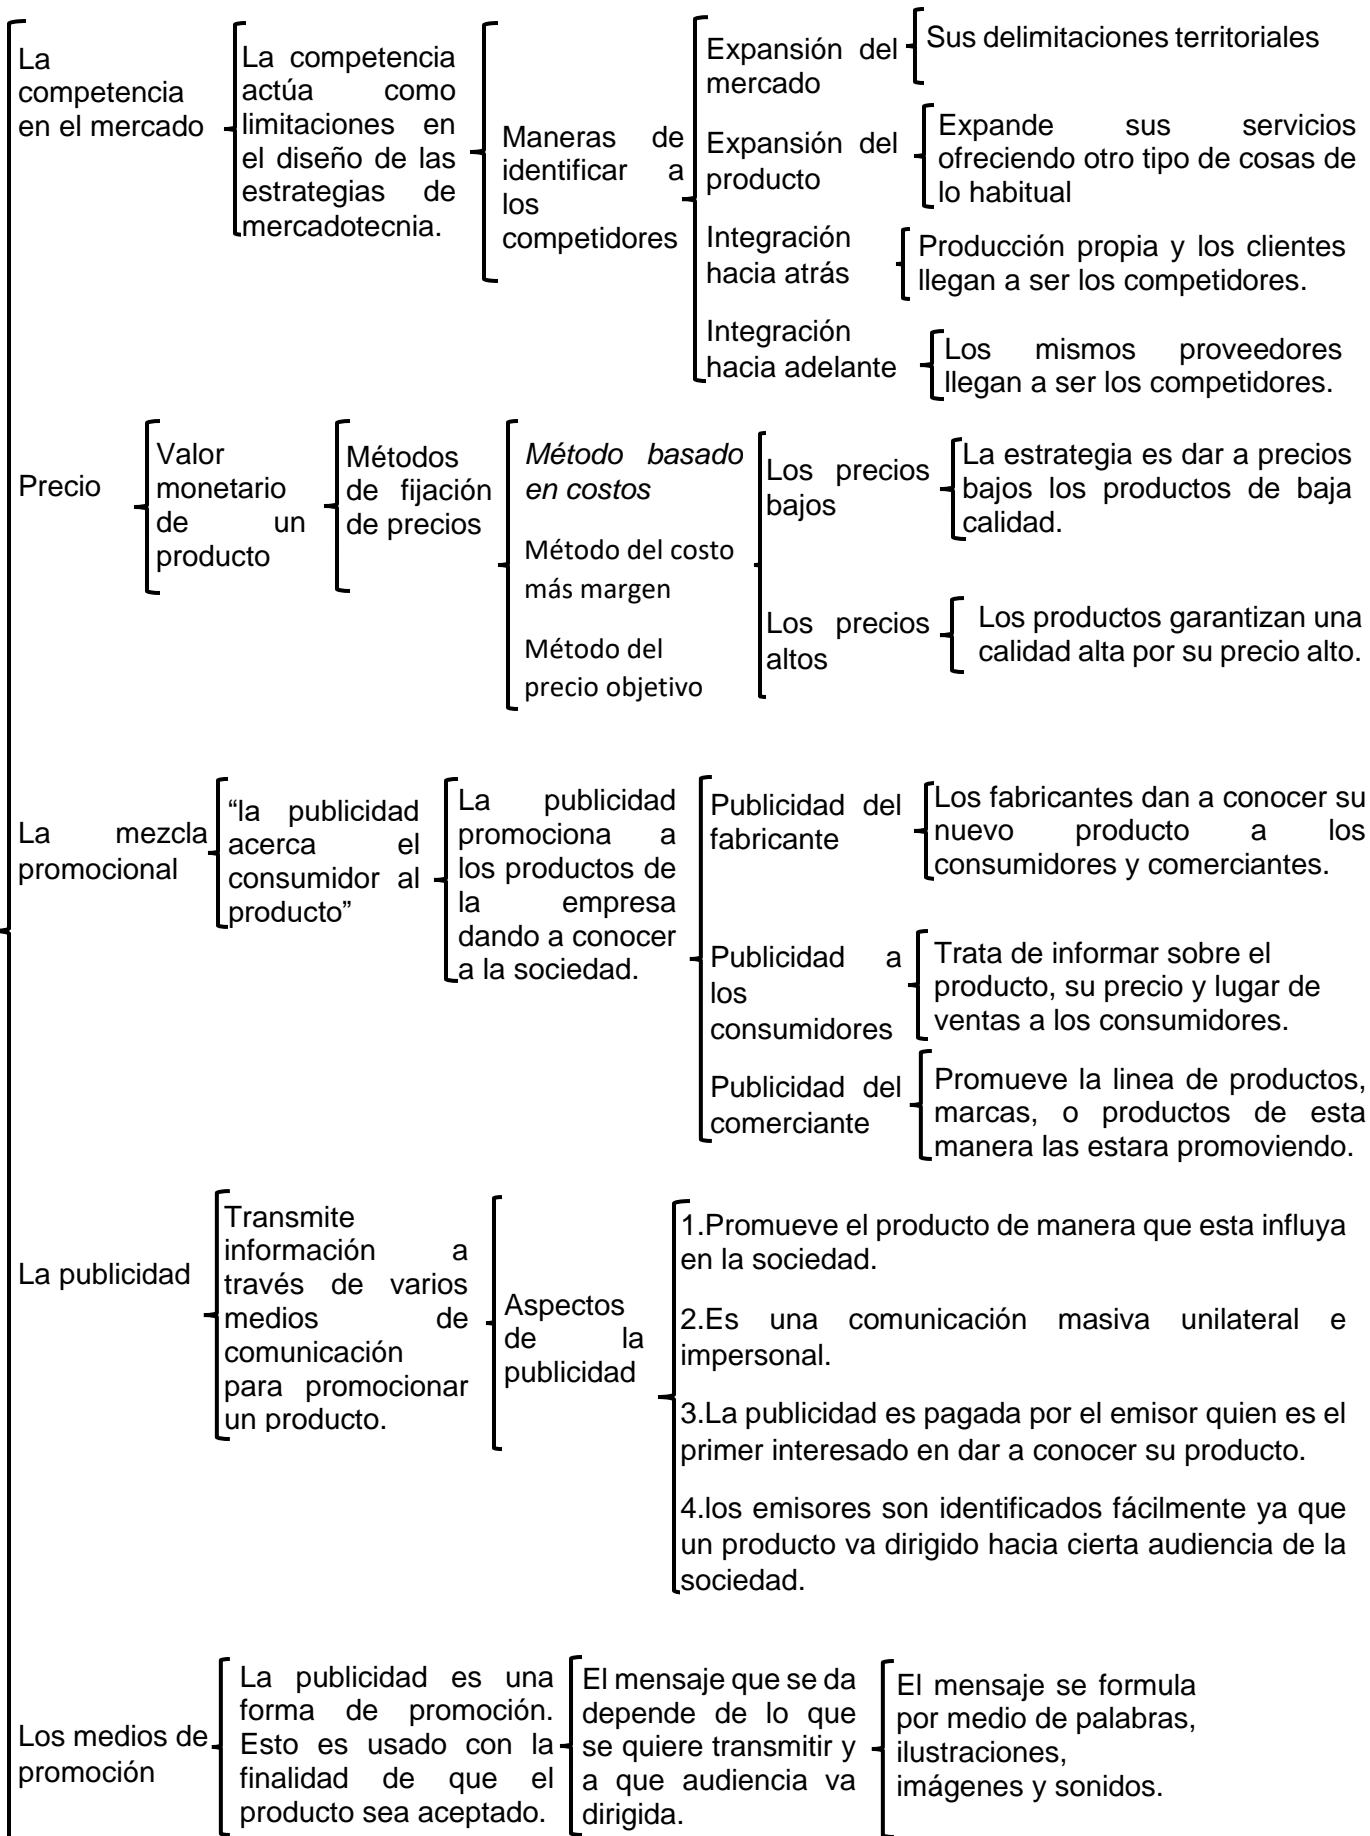 La
competencia
en el mercado
La competencia
actúa como
limitaciones en
el diseño de las
estrategias de
mercadotecnia.
Maneras de
identificar a
los
competidores
Expansión del
mercado
Sus delimitaciones territoriales
Expansión del
producto
Expande sus servicios
ofreciendo otro tipo de cosas de
lo habitual
Integración
hacia atrás
Producción propia y los clientes
llegan a ser los competidores.
Integración
hacia adelante
Los mismos proveedores
llegan a ser los competidores.
Precio
Valor
monetario
de un
producto
Métodos
de fijación
de precios
Método basado
en costos
Método del costo
más margen
Método del
precio objetivo
Los precios
bajos
La estrategia es dar a precios
bajos los productos de baja
calidad.
Los precios
altos
Los productos garantizan una
calidad alta por su precio alto.
La mezcla
promocional
“la publicidad
acerca el
consumidor al
producto”
La publicidad
promociona a
los productos de
la empresa
dando a conocer
a la sociedad.
Publicidad del
fabricante
Los fabricantes dan a conocer su
nuevo producto a los
consumidores y comerciantes.
Publicidad a
los
consumidores
Trata de informar sobre el
producto, su precio y lugar de
ventas a los consumidores.
Publicidad del
comerciante
Promueve la linea de productos,
marcas, o productos de esta
manera las estara promoviendo.
La publicidad
Transmite
información a
través de varios
medios de
comunicación
para promocionar
un producto.
Aspectos
de la
publicidad
1.Promueve el producto de manera que esta influya
en la sociedad.
2.Es una comunicación masiva unilateral e
impersonal.
3.La publicidad es pagada por el emisor quien es el
primer interesado en dar a conocer su producto.
4.los emisores son identificados fácilmente ya que
un producto va dirigido hacia cierta audiencia de la
sociedad.
Los medios de
promoción
La publicidad es una
forma de promoción.
Esto es usado con la
finalidad de que el
producto sea aceptado.
El mensaje que se da
depende de lo que
se quiere transmitir y
a que audiencia va
dirigida.
El mensaje se formula
por medio de palabras,
ilustraciones,
imágenes y sonidos.